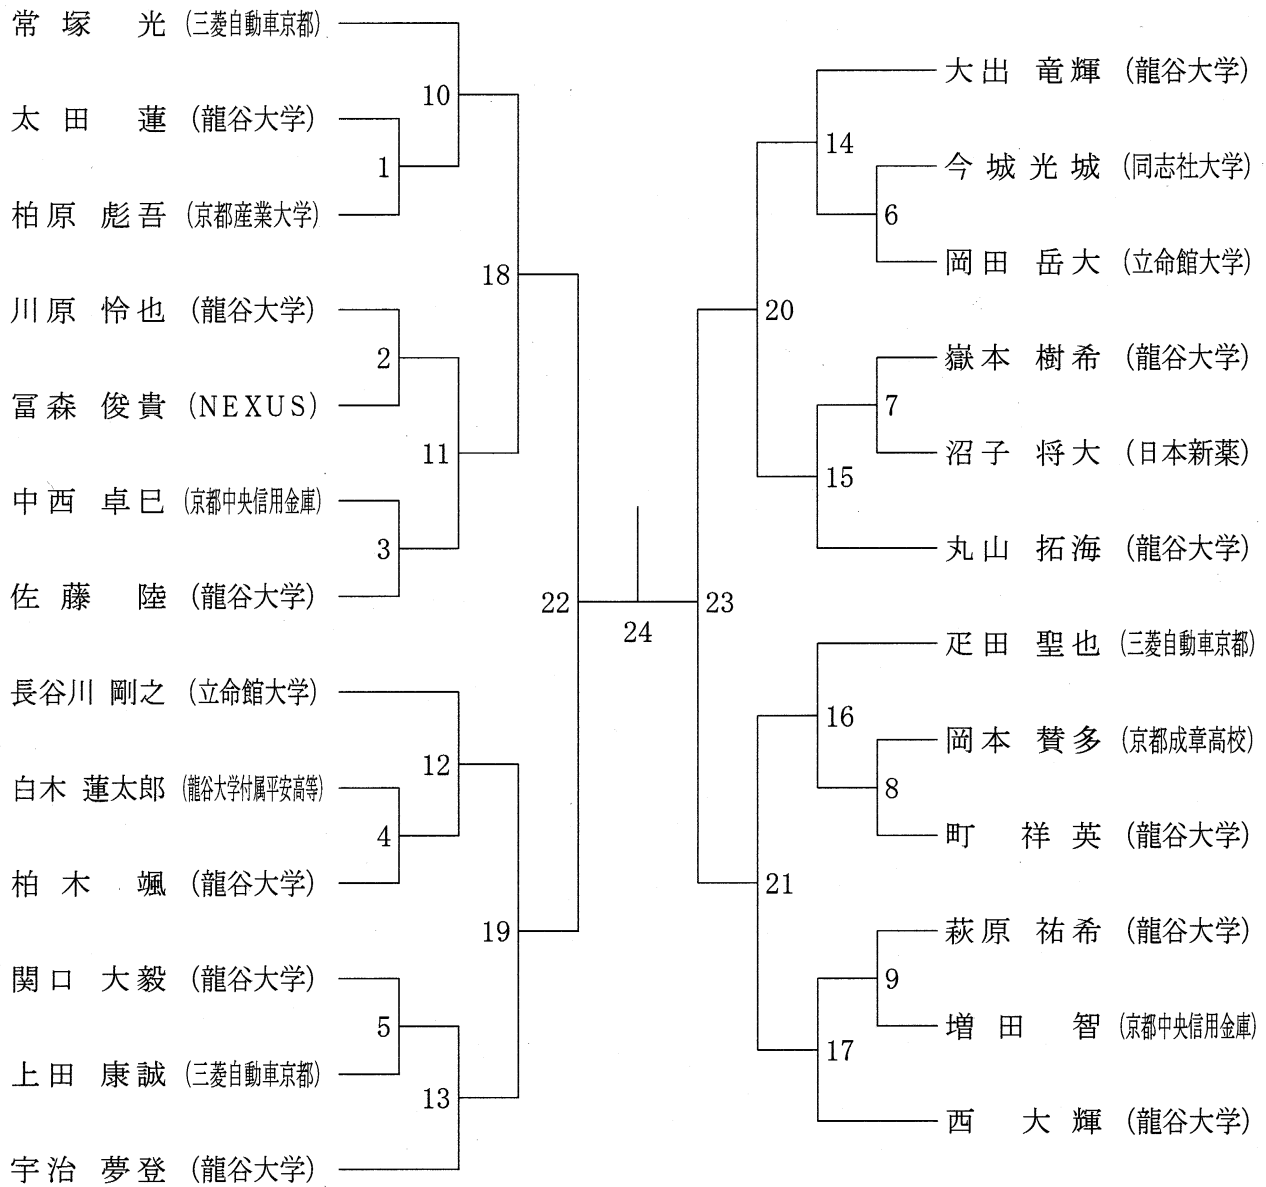 常塚 光 (三菱自動車京都)
太田 蓮 (龍谷大学)
柏原 彪吾 (京都産業大学)
川原 怜也 (龍谷大学)
冨森 俊貴 (NEXUS)
中西 卓巳 (京都中央信用金庫)
佐藤 陸 (龍谷大学)
長谷川 剛之 (立命館大学)
白木 蓮太郎 (龍谷大学付属平安高等)
柏木 颯 (龍谷大学)
関口 大毅 (龍谷大学)
上田 康誠 (三菱自動車京都)
宇治 夢登 (龍谷大学)
1
2
3
4
5
10
11
12
13
18
19
22
24
23
20
21
14
15
16
17
6
7
8
9
大出 竜輝 (龍谷大学)
今城光城 (同志社大学)
岡田 岳大 (立命館大学)
嶽本 樹希 (龍谷大学)
沼子 将大 (日本新薬)
丸山 拓海 (龍谷大学)
疋田 聖也 (三菱自動車京都)
岡本 賛多 (京都成章高校)
町 祥英 (龍谷大学)
萩原 祐希 (龍谷大学)
増田 智 (京都中央信用金庫)
西 大輝 (龍谷大学)